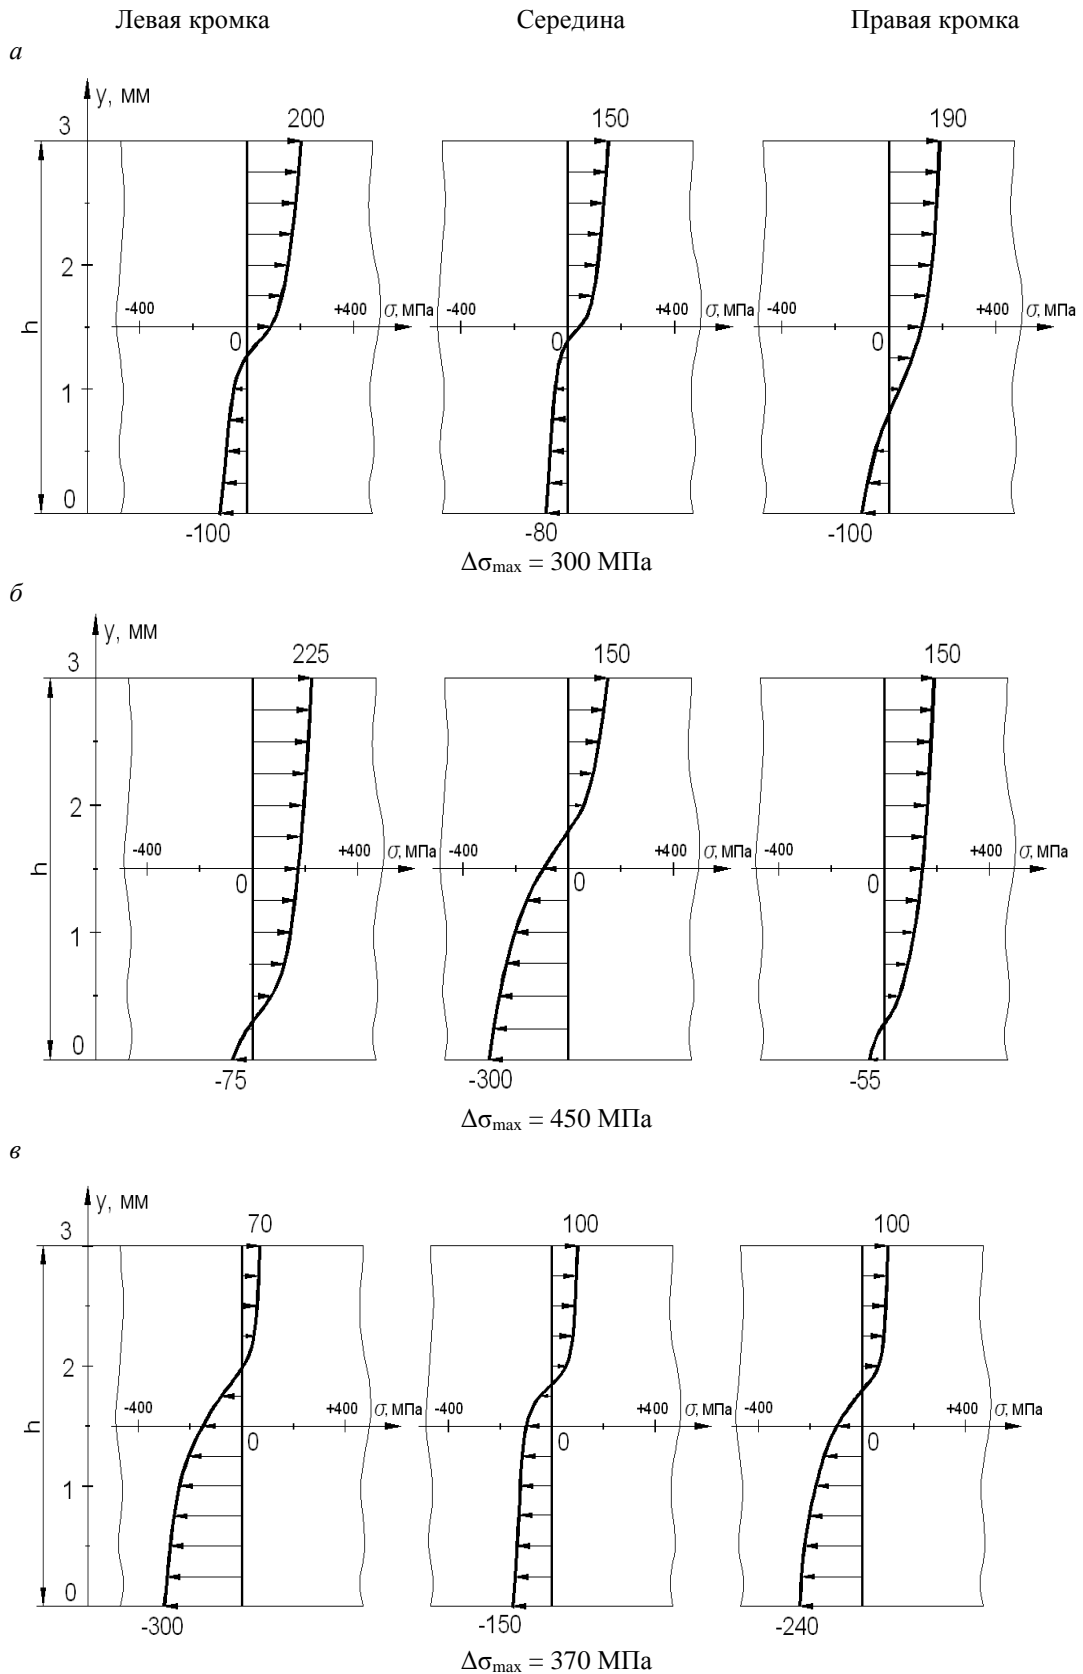 Левая кромка Середина Правая кромка
а
y, мм
3 200 150 190
2
-400 +400 σ, МПа -400 +400 σ, МПа -400 +400 σ, МПа
h 0 0 0
1
0
-100 -80 -100
Δσmax = 300 МПа
б
y, мм
3 225 150 150
2
-400 +400 σ, МПа -400 +400 σ, МПа -400 +400 σ, МПа
h 0 0 0
1
0
-75 -300 -55
Δσmax = 450 МПа
в
y, мм
3 70 100 100
2
-400 +400 σ, МПа -400 +400 σ, МПа -400 +400 σ, МПа
h 0 0 0
1
0
-300 -150 -240
Δσmax = 370 МПа